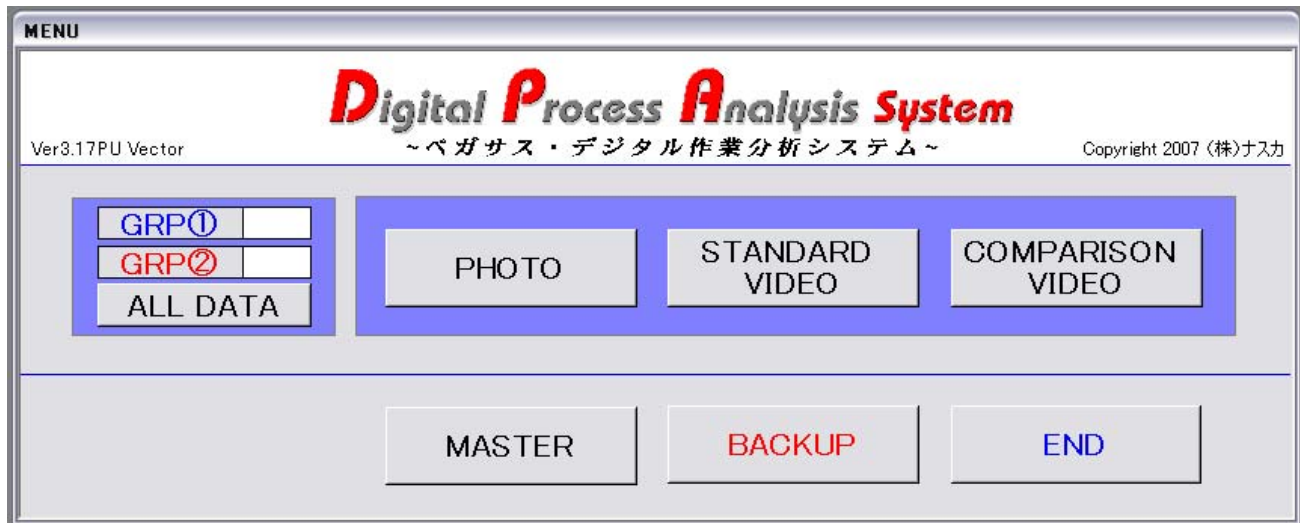 MENU
Digital Process Analysis System
Ver3.17PU Vector
~ペガサス・デジタル作業分析システム~
Copyright 2007 (株)ナスカ
GRP①
GRP②
ALL DATA
PHOTO
STANDARD
VIDEO
COMPARISON
VIDEO
MASTER
BACKUP
END